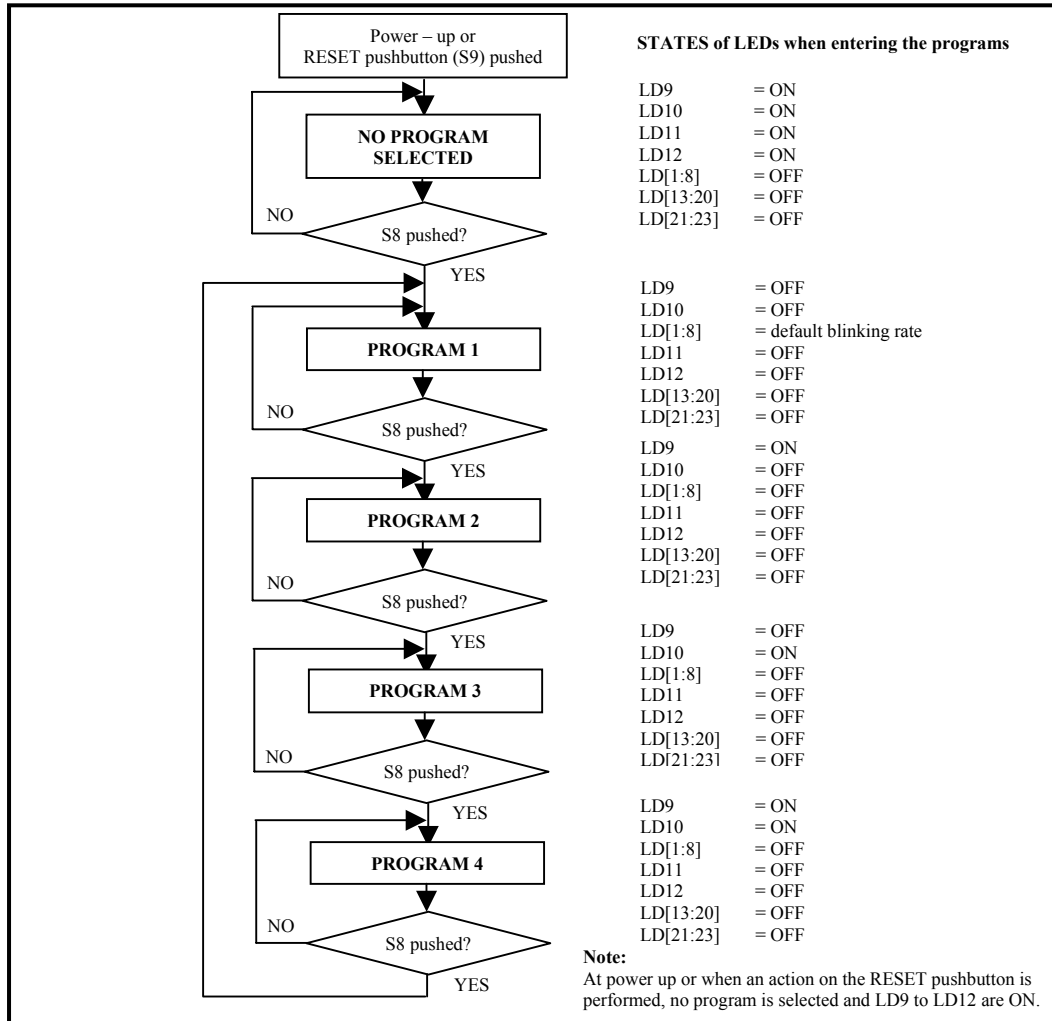 Power – up or
RESET pushbutton (S9) pushed
STATES of LEDs when entering the programs
NO PROGRAM
SELECTED
LD9 = ON
LD10 = ON
LD11 = ON
LD12 = ON
LD[1:8] = OFF
LD[13:20] = OFF
LD[21:23] = OFF
NO
S8 pushed?
YES
PROGRAM 1
LD9 = OFF
LD10 = OFF
LD[1:8] = default blinking rate
LD11 = OFF
LD12 = OFF
LD[13:20] = OFF
LD[21:23] = OFF
NO
S8 pushed?
YES
PROGRAM 2
LD9 = ON
LD10 = OFF
LD[1:8] = OFF
LD11 = OFF
LD12 = OFF
LD[13:20] = OFF
LD[21:23] = OFF
NO
S8 pushed?
YES
PROGRAM 3
LD9 = OFF
LD10 = ON
LD[1:8] = OFF
LD11 = OFF
LD12 = OFF
LD[13:20] = OFF
LD[21:23] = OFF
NO
S8 pushed?
YES
PROGRAM 4
LD9 = ON
LD10 = ON
LD[1:8] = OFF
LD11 = OFF
LD12 = OFF
LD[13:20] = OFF
LD[21:23] = OFF
NO
S8 pushed?
YES
Note:
At power up or when an action on the RESET pushbutton is
performed, no program is selected and LD9 to LD12 are ON.